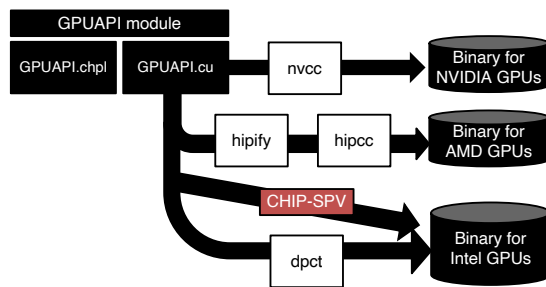 GPUAPI module
GPUAPI.chpl
GPUAPI.cu
nvcc
Binary for
NVIDIA GPUs
hipify
hipcc
Binary for
AMD GPUs
CHIP-SPV
dpct
Binary for
Intel GPUs